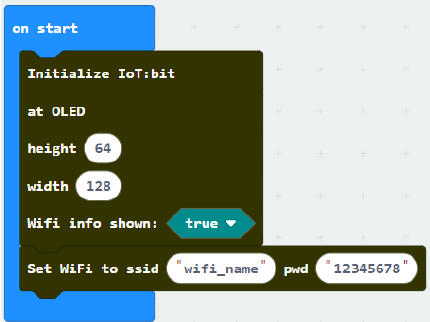 on start
Initialize IoT:bit
at OLED
height 64
width 128
Wifi info shown: true
Set WiFi to ssid "wifi_name" pwd "12345678"